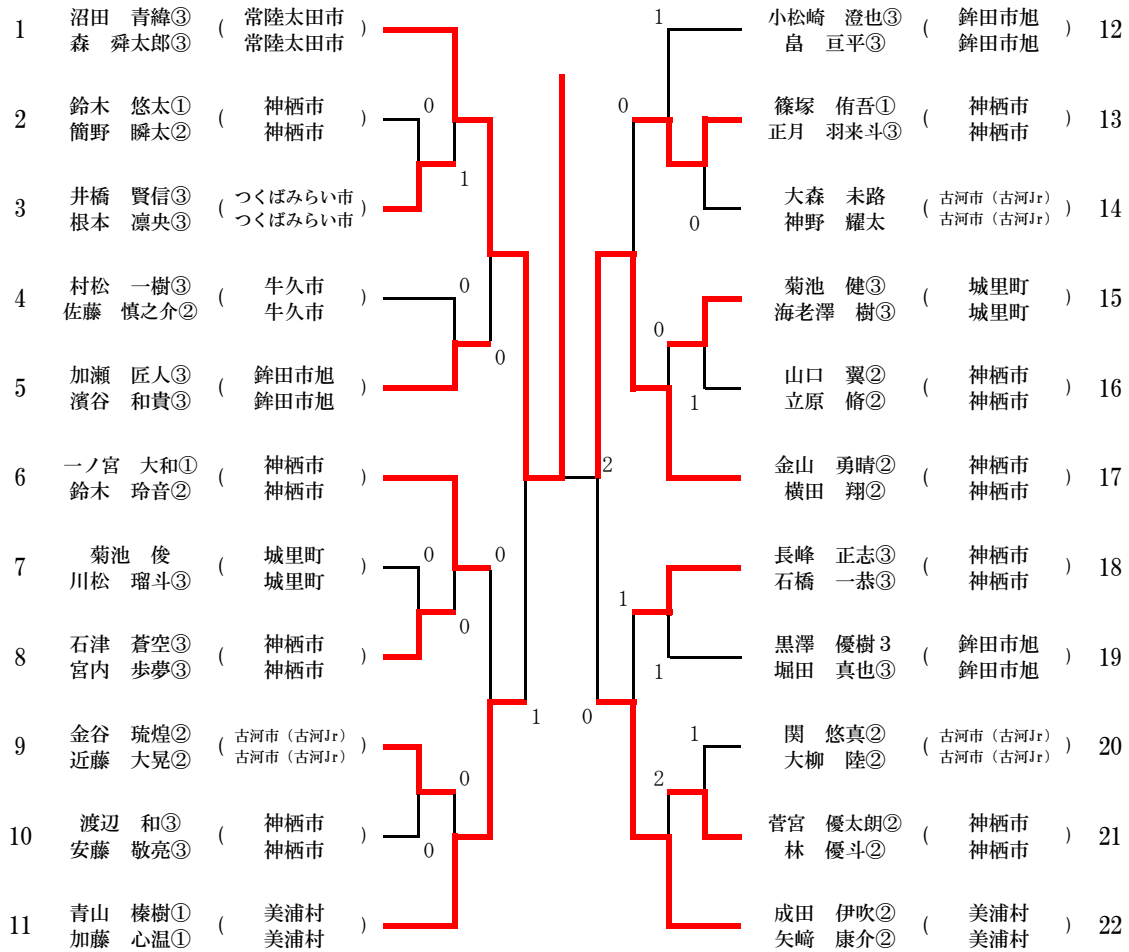 1 沼田　青緯③ ( 常陸太田市 )
森　舜太郎③ 常陸太田市
2 鈴木　悠太① ( 神栖市 )
簡野　瞬太② 神栖市
3 井橋　賢信③ ( つくばみらい市 )
根本　凛央③ つくばみらい市
4 村松　一樹③ ( 牛久市 )
佐藤　慎之介② 牛久市
5 加瀬　匠人③ ( 鉾田市旭 )
濱谷　和貴③ 鉾田市旭
6 一ノ宮　大和① ( 神栖市 )
鈴木　玲音② 神栖市
7 菊池　俊 ( 城里町 )
川松　瑠斗③ 城里町
8 石津　蒼空③ ( 神栖市 )
宮内　歩夢③ 神栖市
9 金谷　琉煌② ( 古河市（古河Jr） )
近藤　大晃② 古河市（古河Jr）
10 渡辺　和③ ( 神栖市 )
安藤　敬亮③ 神栖市
11 青山　榛樹① ( 美浦村 )
加藤　心温① 美浦村
0
1
0
0
0
0
0
0
0
1
2
0
1
0
0
0
1
1
1
1
2
小松崎　澄也③ ( 鉾田市旭 ) 12
畠　亘平③ 鉾田市旭
篠塚　侑吾① ( 神栖市 ) 13
正月　羽来斗③ 神栖市
大森　未路 ( 古河市（古河Jr） ) 14
神野　耀太 古河市（古河Jr）
菊池　健③ ( 城里町 ) 15
海老澤　樹③ 城里町
山口　翼② ( 神栖市 ) 16
立原　脩② 神栖市
金山　勇晴② ( 神栖市 ) 17
横田　翔② 神栖市
長峰　正志③ ( 神栖市 ) 18
石橋　一恭③ 神栖市
黒澤　優樹３ ( 鉾田市旭 ) 19
堀田　真也③ 鉾田市旭
関　悠真② ( 古河市（古河Jr） ) 20
大柳　陸② 古河市（古河Jr）
菅宮　優太朗② ( 神栖市 ) 21
林　優斗② 神栖市
成田　伊吹② ( 美浦村 ) 22
矢﨑　康介② 美浦村